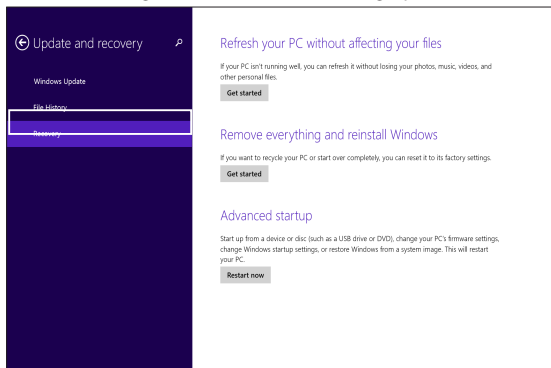 Update and recovery
Windows Update
File History
Recovery
Refresh your PC without affecting your files
If your PC isn't running well, you can refresh it without losing your photos, music, videos, and
other personal files.
Get started
Remove everything and reinstall Windows
If you want to recycle your PC or start over completely, you can reset it to its factory settings.
Get started
Advanced startup
Start up from a device or disc (such as a USB drive or DVD), change your PC's firmware settings,
change Windows startup settings, or restore Windows from a system image. This will restart
your PC.
Restart now